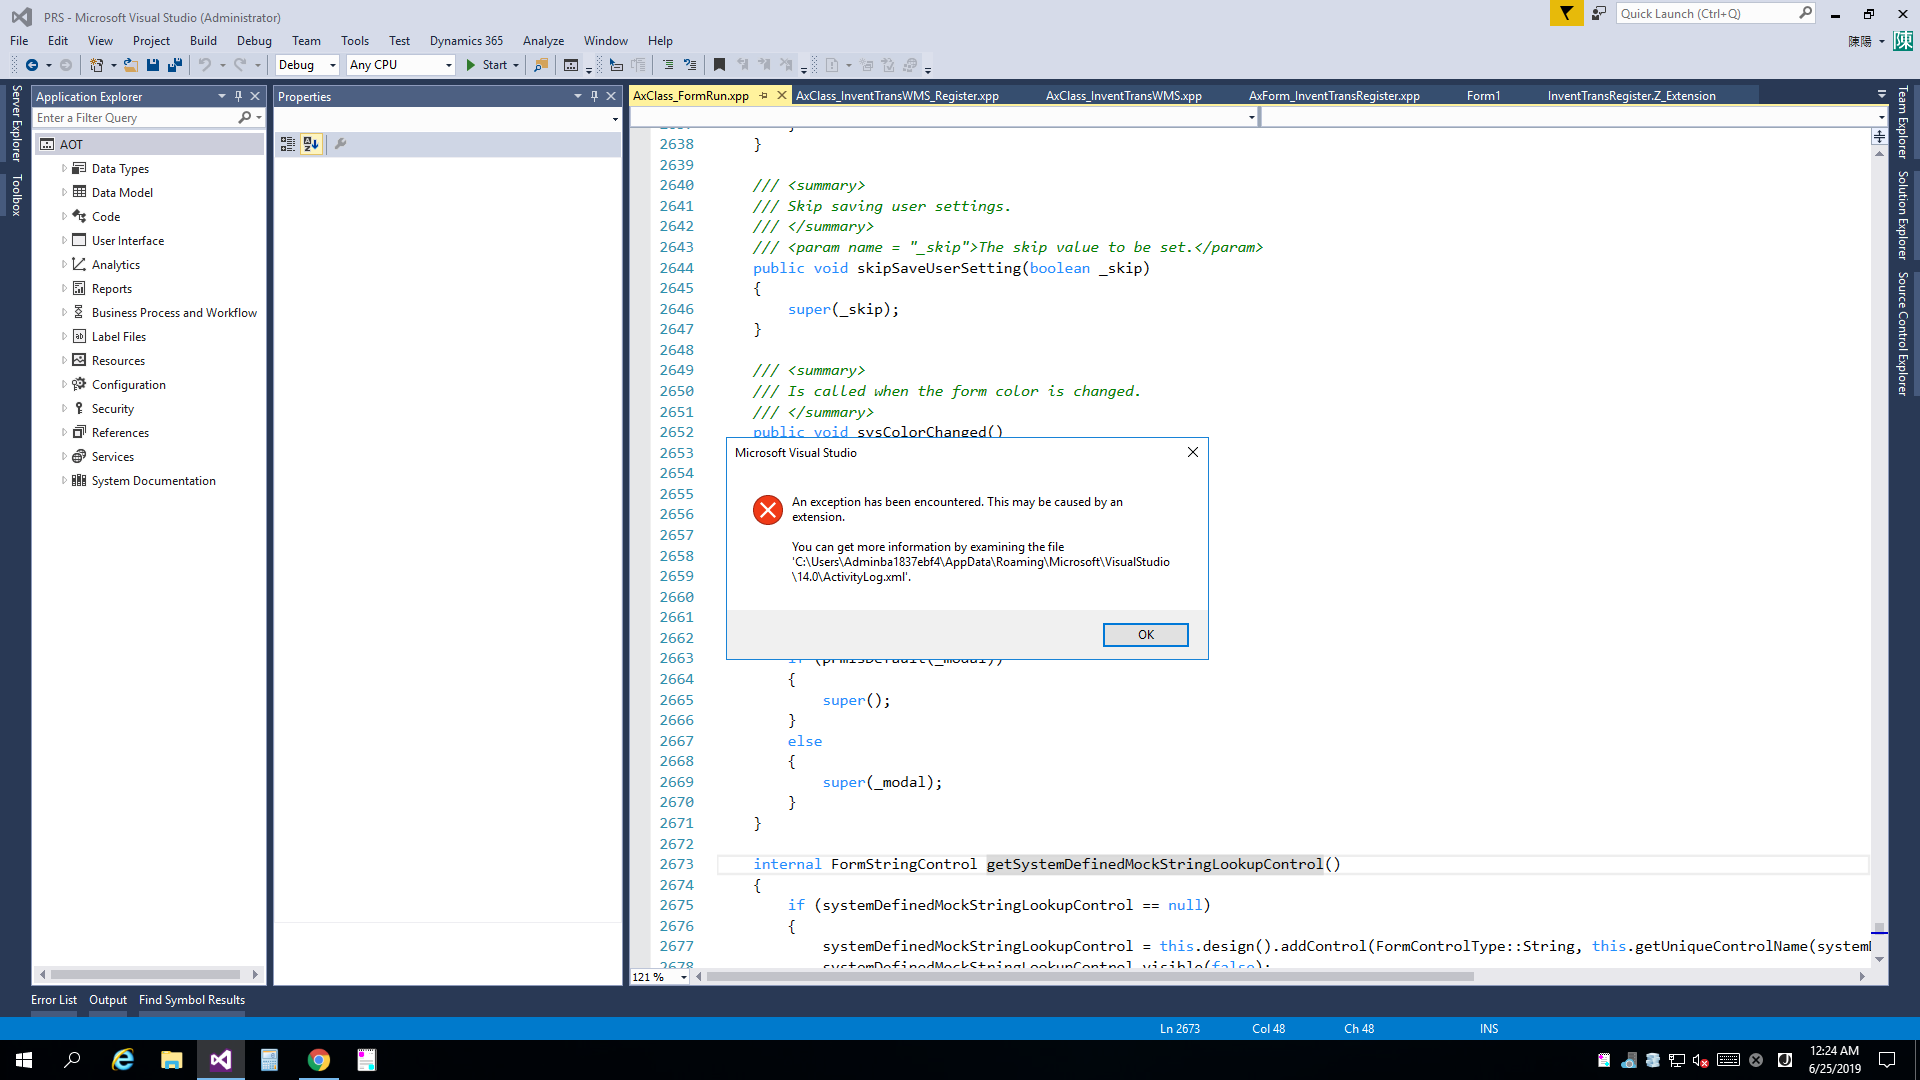 PRS - Microsoft Visual Studio (Administrator)
Quick Launch (Ctrl+Q)
File Edit View Project Build Debug Team Tools Test Dynamics 365 Analyze Window Help
陳陽
陳
Debug Any CPU Start
Server Explorer
Toolbox
Application Explorer
Enter a Filter Query
AOT
Data Types
Data Model
Code
User Interface
Analytics
Reports
Business Process and Workflow
Label Files
Resources
Configuration
Security
References
Services
System Documentation
Properties
AxClass_FormRun.xpp AxClass_InventTransWMS_Register.xpp AxClass_InventTransWMS.xpp AxForm_InventTransRegister.xpp Form1 InventTransRegister.Z_Extension
2638 }
2639
2640 /// <summary>
2641 /// Skip saving user settings.
2642 /// </summary>
2643 /// <param name = "_skip">The skip value to be set.</param>
2644 public void skipSaveUserSetting(boolean _skip)
2645 {
2646 super(_skip);
2647 }
2648
2649 /// <summary>
2650 /// Is called when the form color is changed.
2651 /// </summary>
2652 public void sysColorChanged()
2653
2654
2655
2656
2657
2658
2659
2660
2661
2662
2663 if (prmIsDefault(_modal))
2664 {
2665 super();
2666 }
2667 else
2668 {
2669 super(_modal);
2670 }
2671 }
2672
2673 internal FormStringControl getSystemDefinedMockStringLookupControl()
2674 {
2675 if (systemDefinedMockStringLookupControl == null)
2676 {
2677 systemDefinedMockStringLookupControl = this.design().addControl(FormControlType::String, this.getUniqueControlName(system
2678 systemDefinedMockStringLookupControl.visible(false);
121 %
Microsoft Visual Studio
An exception has been encountered. This may be caused by an
extension.
You can get more information by examining the file
'C:\Users\Adminba1837ebf4\AppData\Roaming\Microsoft\VisualStudio
\14.0\ActivityLog.xml'.
OK
Team Explorer
Solution Explorer
Source Control Explorer
Error List Output Find Symbol Results
Ln 2673 Col 48 Ch 48 INS
12:24 AM
6/25/2019